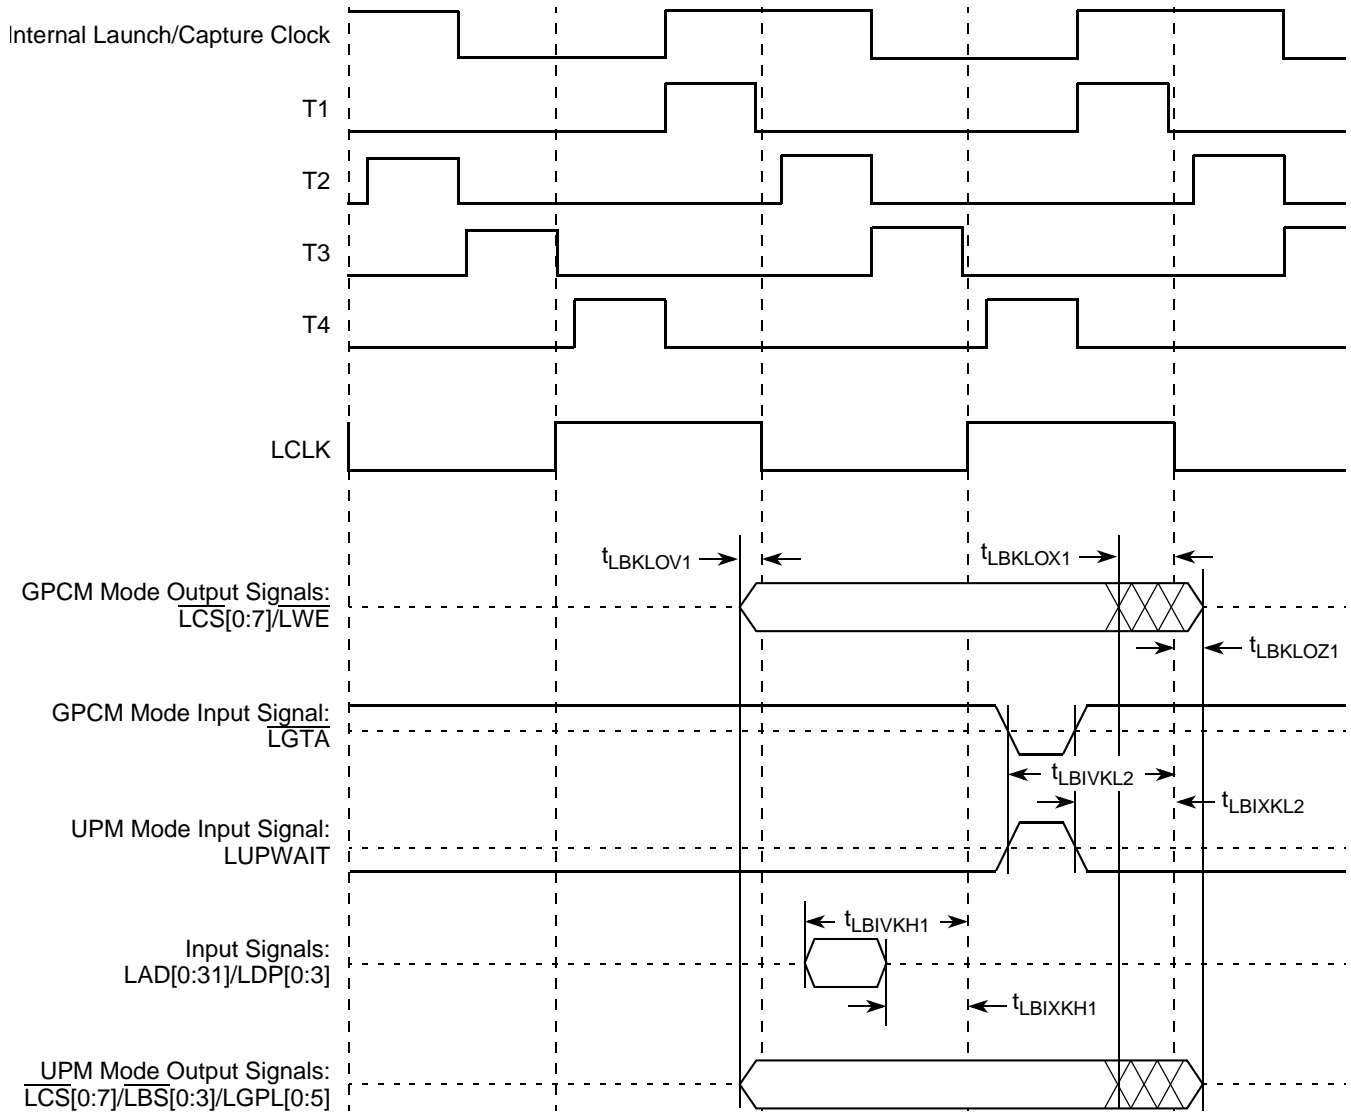 Internal Launch/Capture Clock
T1
T2
T3
T4
LCLK
tLBKLOV1
tLBKLOX1
GPCM Mode Output Signals:
LCS[0:7]/LWE
tLBKLOZ1
GPCM Mode Input Signal:
LGTA
tLBIVKL2
tLBIXKL2
UPM Mode Input Signal:
LUPWAIT
tLBIVKH1
Input Signals:
LAD[0:31]/LDP[0:3]
tLBIXKH1
UPM Mode Output Signals:
LCS[0:7]/LBS[0:3]/LGPL[0:5]